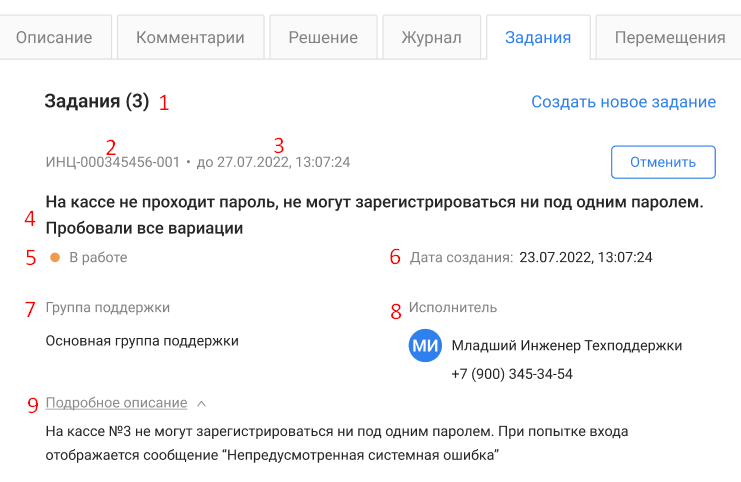 Описание Комментарии Решение Журнал Задания Перемещения
Задания (3) 1 Создать новое задание
2 3
ИНЦ-000345456-001 • до 27.07.2022, 13:07:24 Отменить
На кассе не проходит пароль, не могут зарегистрироваться ни под одним паролем.
4 Пробовали все вариации
5 В работе 6 Дата создания: 23.07.2022, 13:07:24
7 Группа поддержки 8 Исполнитель
Основная группа поддержки МИ Младший Инженер Техподдержки
+7 (900) 345-34-54
9 Подробное описание
На кассе №3 не могут зарегистрироваться ни под одним паролем. При попытке входа
отображается сообщение “Непредусмотренная системная ошибка”